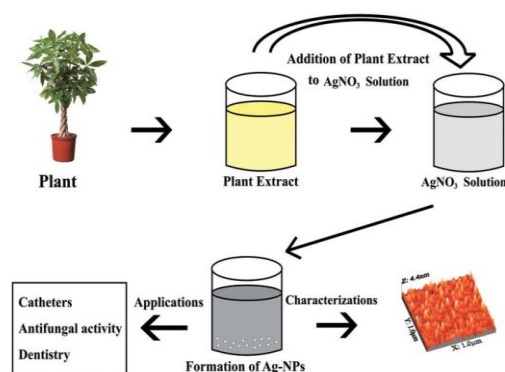 Addition of Plant Extract
to AgNO₃ Solution
Plant
Plant Extract
AgNO₃ Solution
Catheters
Antifungal activity
Dentistry
Applications
Characterizations
Formation of Ag-NPs
Z: 4.4nm
Y: 1.0µm
X: 1.0µm